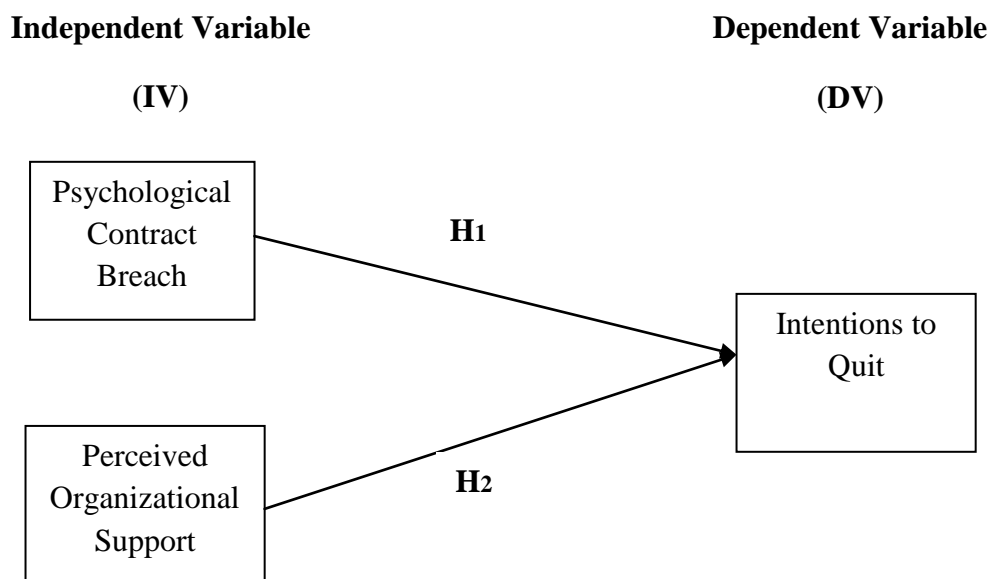 Independent Variable
(IV)
Dependent Variable
(DV)
Psychological
Contract
Breach
H1
Intentions to
Quit
Perceived
Organizational
Support
H2